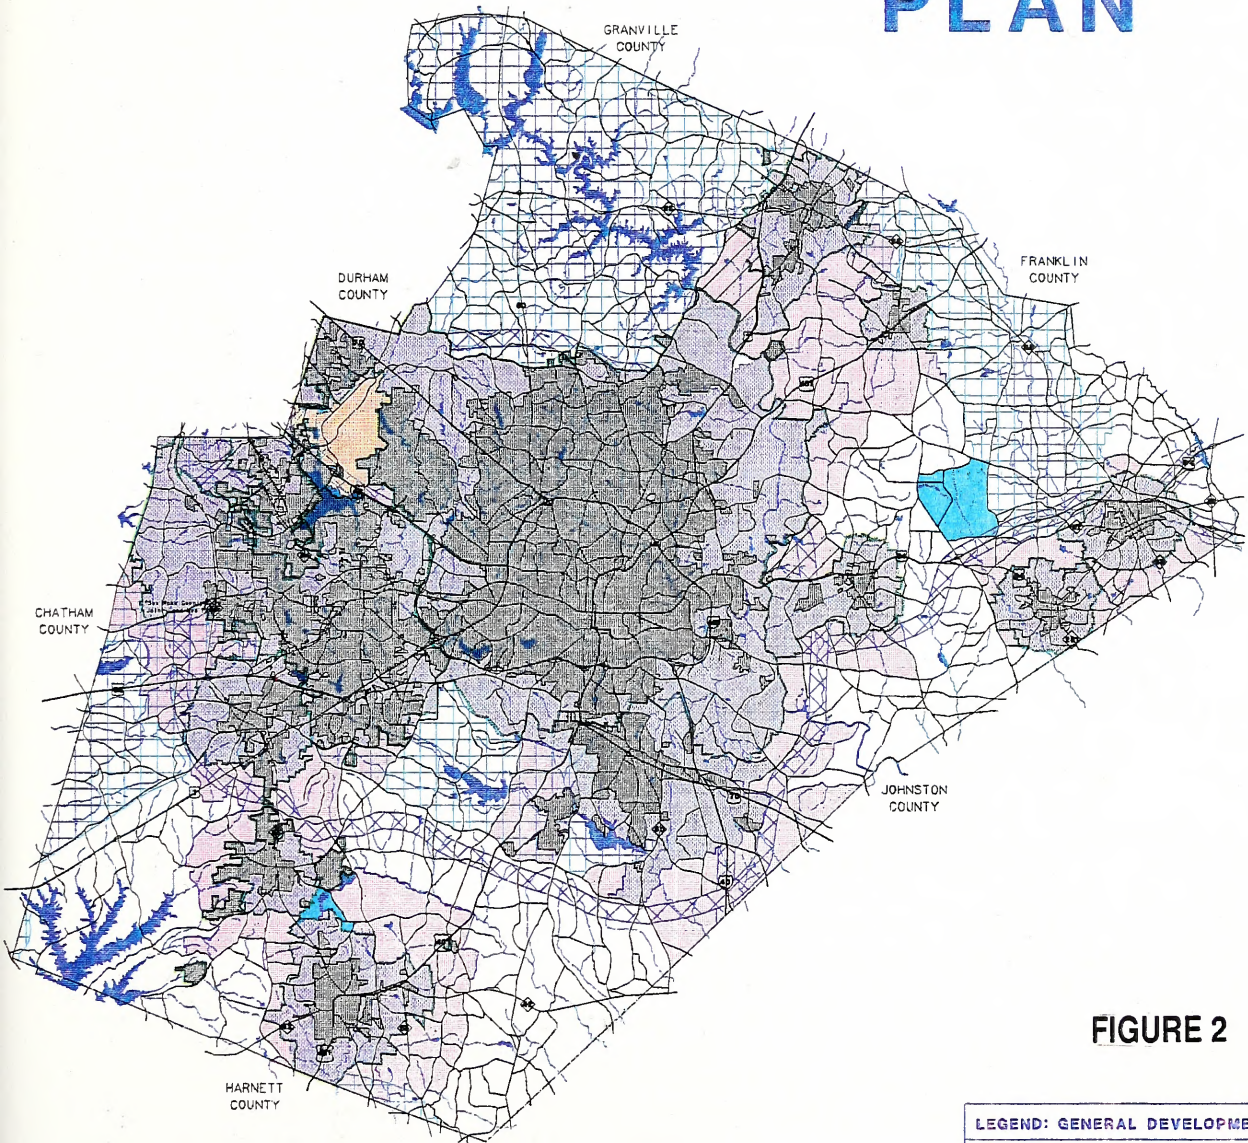 PLAN
GRANVILLE
COUNTY
FRANKLIN
COUNTY
DURHAM
COUNTY
CHATHAM
COUNTY
JOHNSTON
COUNTY
FIGURE 2
HARNETT
COUNTY
LEGEND: GENERAL DEVELOPME